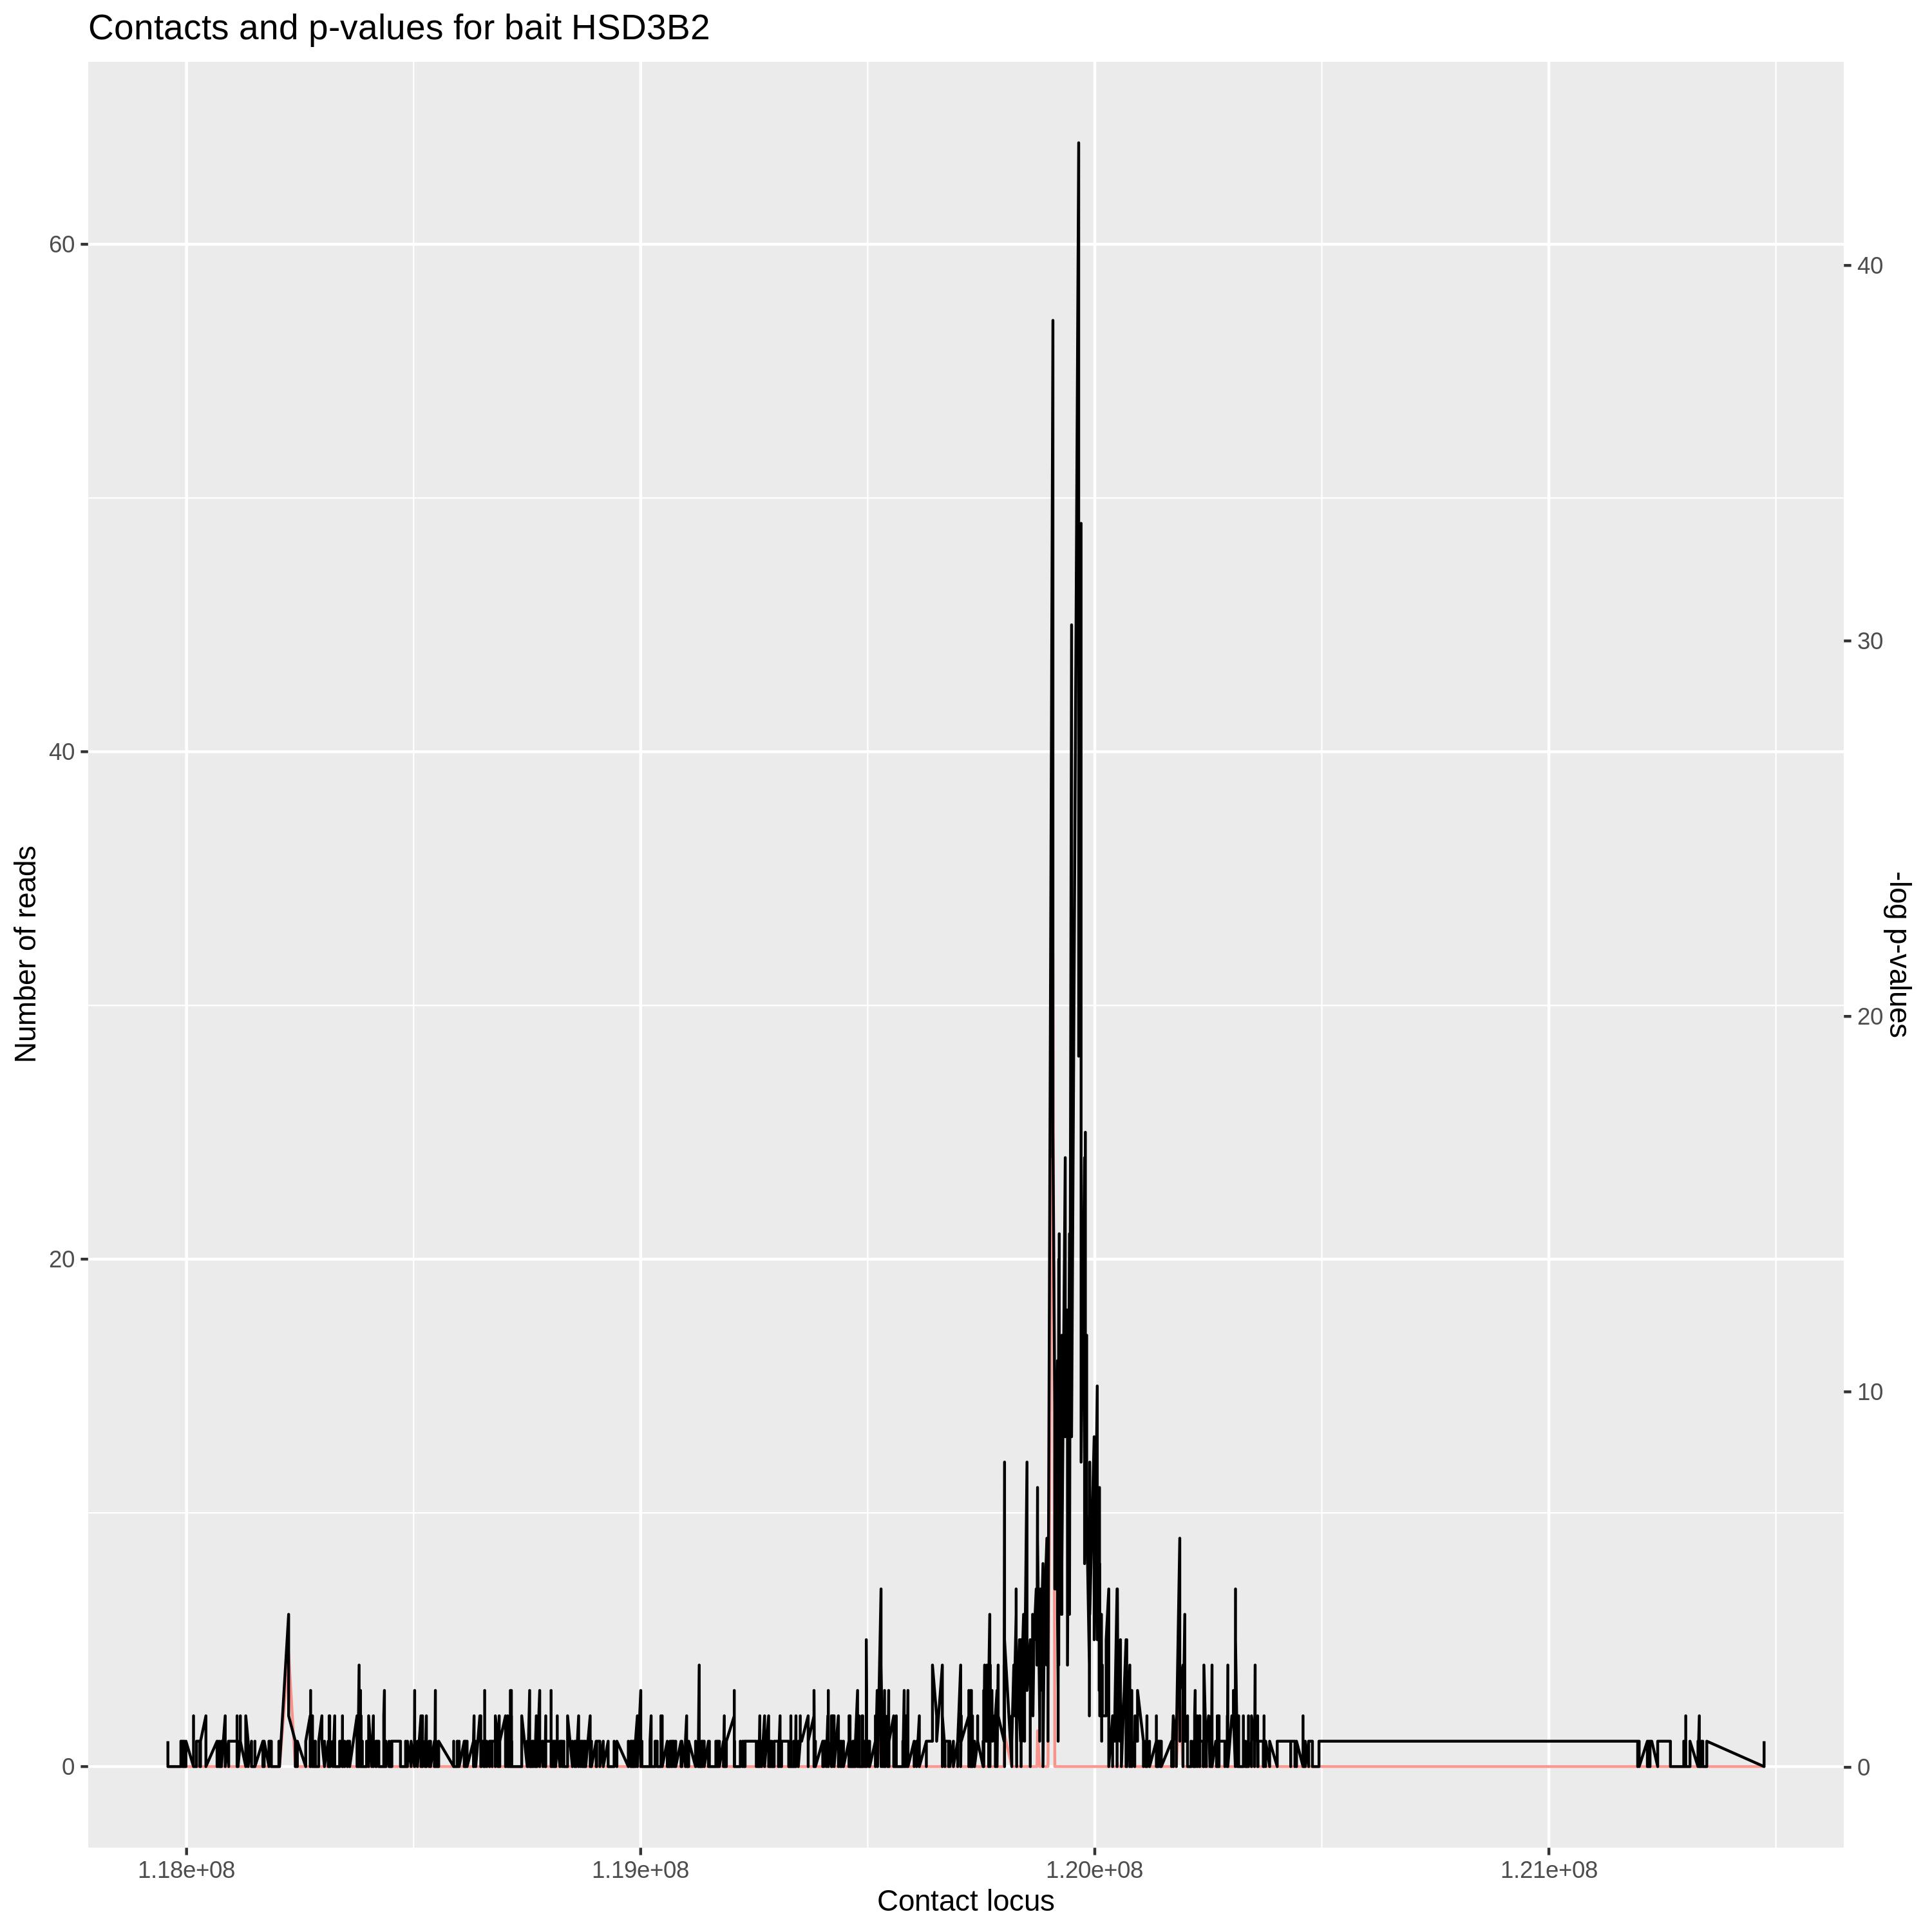 Contacts and p-values for bait HSD3B2
60
40
20
0
Number of reads
40
30
20
10
0
-log p-values
1.18e+08
1.19e+08
1.20e+08
1.21e+08
Contact locus